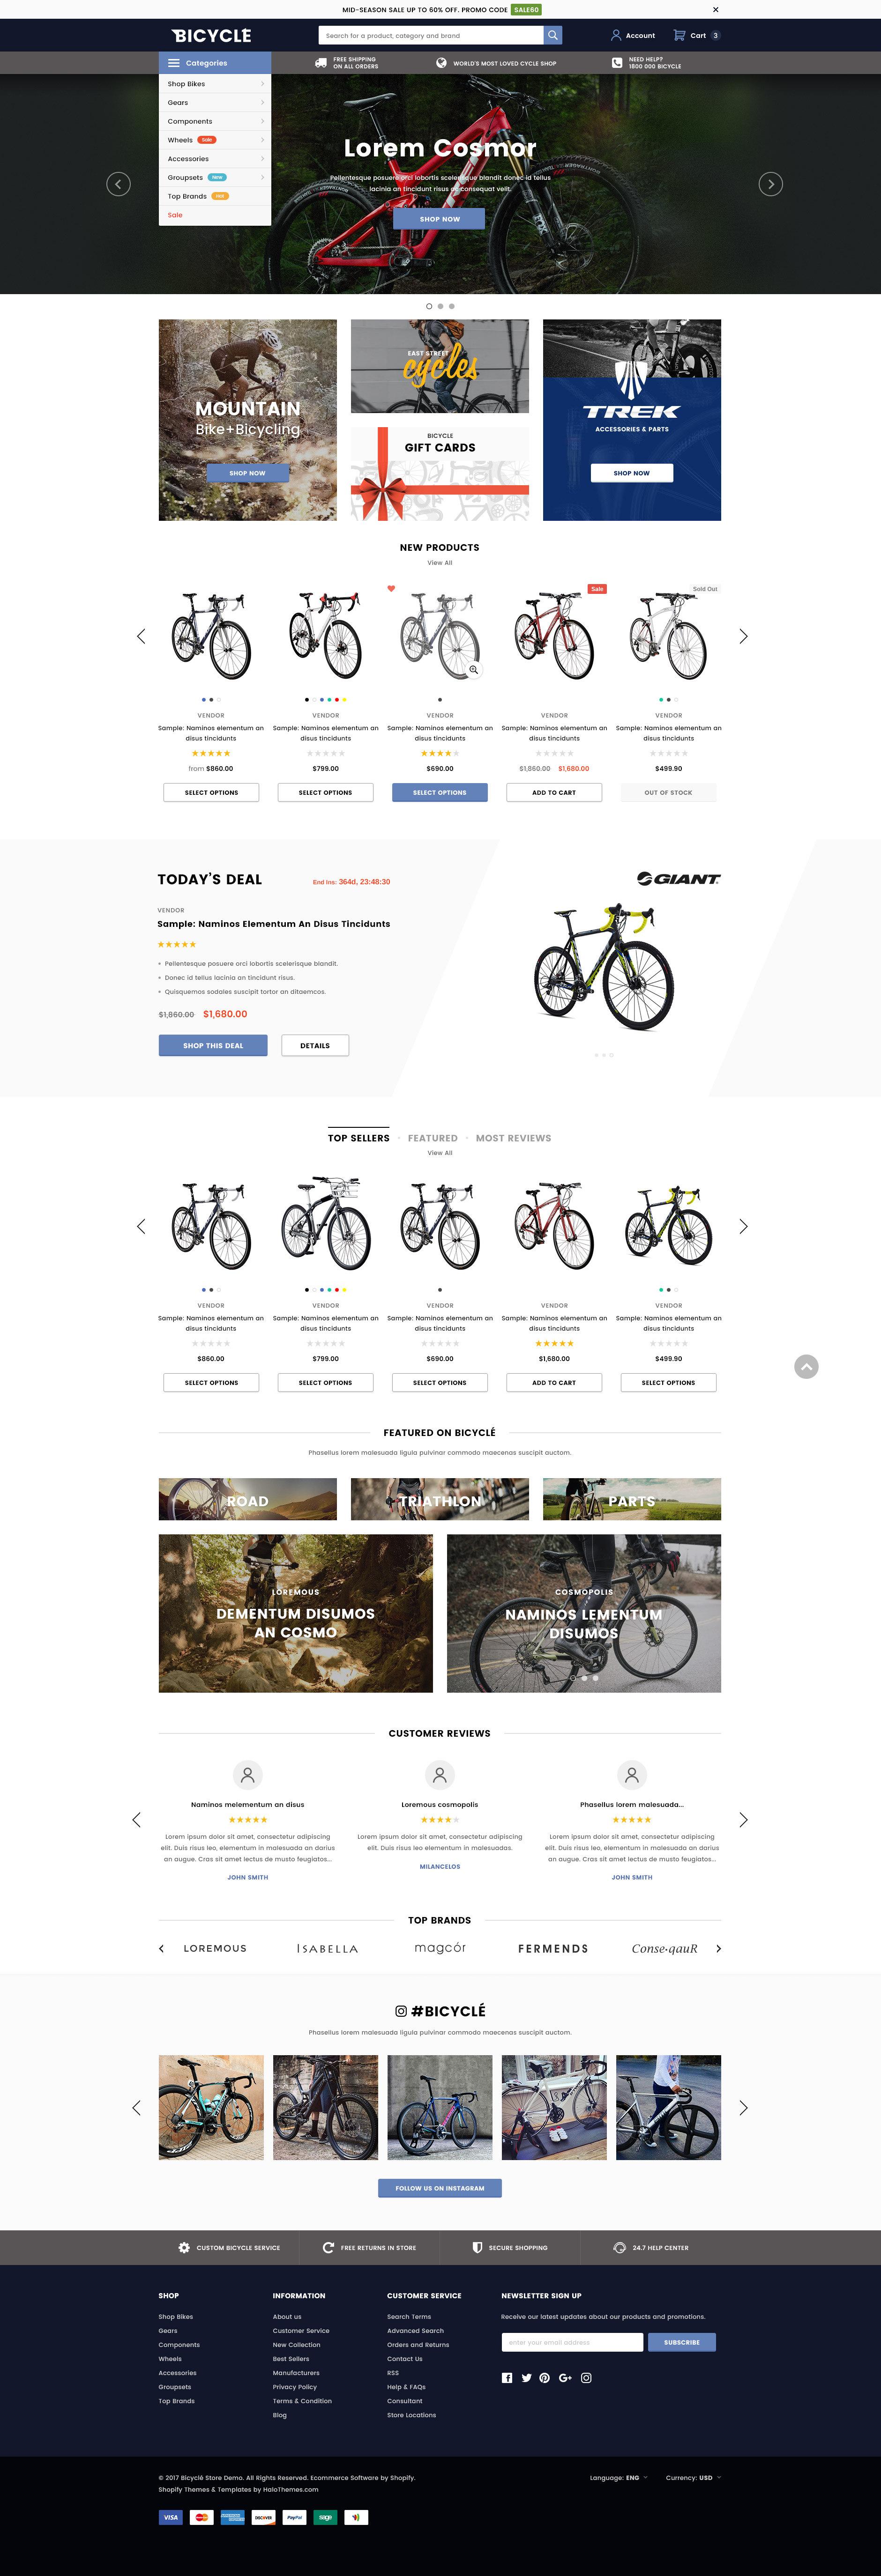 MID-SEASON SALE UP TO 60% OFF. PROMO CODE SALE60
BICYCLÉ
Search for a product, category and brand
Account
Cart 3
Categories
FREE SHIPPING
ON ALL ORDERS
WORLD'S MOST LOVED CYCLE SHOP
NEED HELP?
1800 000 BICYCLE
Shop Bikes
Gears
Components
Wheels Sale
Accessories
Groupsets New
Top Brands Hot
Sale
Lorem Cosmor
Pellentesque posuere orci lobortis scelerisque blandit donec id tellus
lacinia an tincidunt risus ac consequat velit.
SHOP NOW
MOUNTAIN
Bike+Bicycling
SHOP NOW
EAST STREET
cycles
BICYCLE
GIFT CARDS
TREK
ACCESSORIES & PARTS
SHOP NOW
NEW PRODUCTS
View All
Sale
Sold Out
VENDOR VENDOR VENDOR VENDOR VENDOR
Sample: Naminos elementum an Sample: Naminos elementum an Sample: Naminos elementum an Sample: Naminos elementum an Sample: Naminos elementum an
disus tincidunts disus tincidunts disus tincidunts disus tincidunts disus tincidunts
from $860.00 $799.00 $690.00 $1,860.00 $1,680.00 $499.90
SELECT OPTIONS SELECT OPTIONS SELECT OPTIONS ADD TO CART OUT OF STOCK
TODAY'S DEAL
End Ins: 364d, 23:48:30
GIANT
VENDOR
Sample: Naminos Elementum An Disus Tincidunts
Pellentesque posuere orci lobortis scelerisque blandit.
Donec id tellus lacinia an tincidunt risus.
Quisquemos sodales suscipit tortor an ditaemcos.
$1,860.00 $1,680.00
SHOP THIS DEAL
DETAILS
TOP SELLERS FEATURED MOST REVIEWS
View All
VENDOR VENDOR VENDOR VENDOR VENDOR
Sample: Naminos elementum an Sample: Naminos elementum an Sample: Naminos elementum an Sample: Naminos elementum an Sample: Naminos elementum an
disus tincidunts disus tincidunts disus tincidunts disus tincidunts disus tincidunts
$860.00 $799.00 $690.00 $1,680.00 $499.90
SELECT OPTIONS SELECT OPTIONS SELECT OPTIONS ADD TO CART SELECT OPTIONS
FEATURED ON BICYCLÉ
Phasellus lorem malesuada ligula pulvinar commodo maecenas suscipit auctom.
ROAD
TRIATHLON
PARTS
LOREMOUS
DEMENTUM DISUMOS
AN COSMO
COSMOPOLIS
NAMINOS LEMENTUM
DISUMOS
CUSTOMER REVIEWS
Naminos melementum an disus
Lorem ipsum dolor sit amet, consectetur adipiscing
elit. Duis risus leo, elementum in malesuada an darius
an augue. Cras sit amet lectus de musto feugiatos...
JOHN SMITH
Loremous cosmopolis
Lorem ipsum dolor sit amet, consectetur adipiscing
elit. Duis risus leo elementum in malesuadas.
MILANCELOS
Phasellus lorem malesuada...
Lorem ipsum dolor sit amet, consectetur adipiscing
elit. Duis risus leo, elementum in malesuada an darius
an augue. Cras sit amet lectus de musto feugiatos...
JOHN SMITH
TOP BRANDS
LOREMOUS ISABELLA magcór FERMENDS Conse•qauR
#BICYCLÉ
Phasellus lorem malesuada ligula pulvinar commodo maecenas suscipit auctom.
FOLLOW US ON INSTAGRAM
CUSTOM BICYCLE SERVICE
FREE RETURNS IN STORE
SECURE SHOPPING
24.7 HELP CENTER
SHOP
Shop Bikes
Gears
Components
Wheels
Accessories
Groupsets
Top Brands
INFORMATION
About us
Customer Service
New Collection
Best Sellers
Manufacturers
Privacy Policy
Terms & Condition
Blog
CUSTOMER SERVICE
Search Terms
Advanced Search
Orders and Returns
Contact Us
RSS
Help & FAQs
Consultant
Store Locations
NEWSLETTER SIGN UP
Receive our latest updates about our products and promotions.
enter your email address
SUBSCRIBE
© 2017 Bicyclé Store Demo. All Rights Reserved. Ecommerce Software by Shopify.
Shopify Themes & Templates by HaloThemes.com
Language: ENG
Currency: USD
VISA
MasterCard
DISCOVER
PayPal
sage